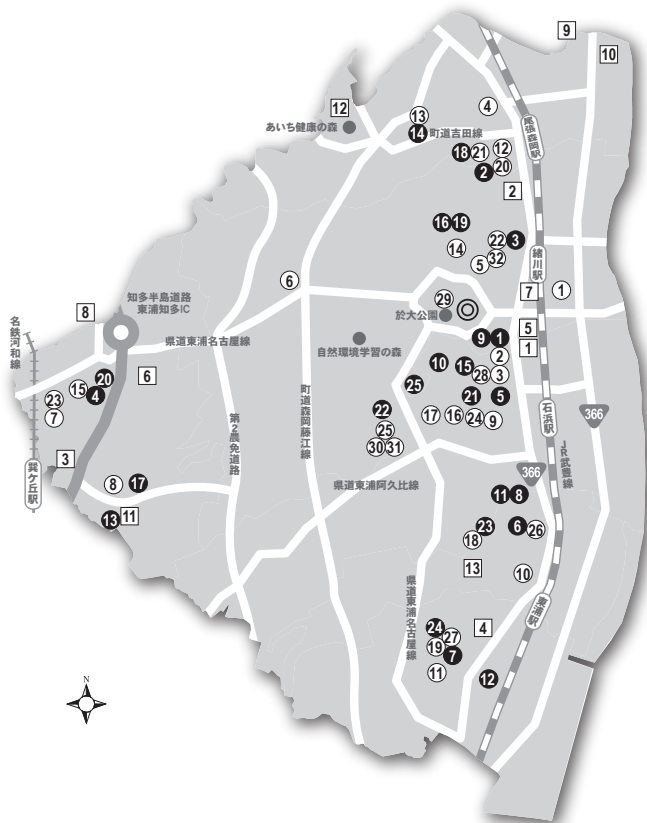 9
10
12
あいち健康の森
13
14
町道吉田線
4
尾張森岡駅
18 21 12
2 20
2
16 19
14
22 3
32
5
緒川駅
6
29
於大公園
7
1
知多半島道路
東浦知多IC
8
県道東浦名古屋線
自然環境学習の森
9 1
5
1
2
10
15
28 3
25
21 5
名鉄河和線
6
20
15 4
23
7
巽ケ丘駅
3
8 17
13 11
第2農免道路
町道森岡藤江線
22
25
30 31
17 16 24 9
石浜駅
366
JR武豊線
366
県道東浦阿久比線
11 8
23
18
6 26
13
10
県道東浦名古屋線
東浦駅
24
27
19
7
11
4
12
N